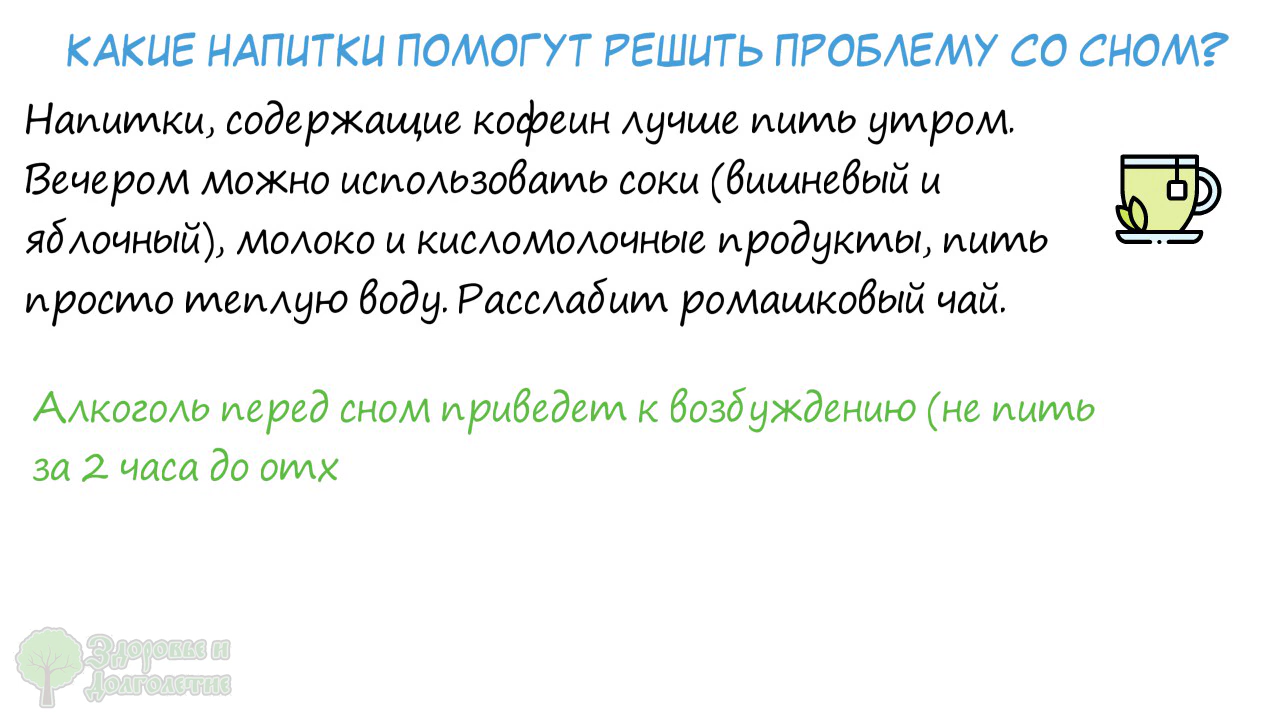 КАКИЕ НАПИТКИ ПОМОГУТ РЕШИТЬ ПРОБЛЕМУ СО СНОМ?
Напитки, содержащие кофеин лучше пить утром.
Вечером можно использовать соки (вишневый и
яблочный), молоко и кисломолочные продукты, пить
просто теплую воду. Расслабит ромашковый чай.
Алкоголь перед сном приведет к возбуждению (не пить
за 2 часа до отх
Здоровье и
Долголетие